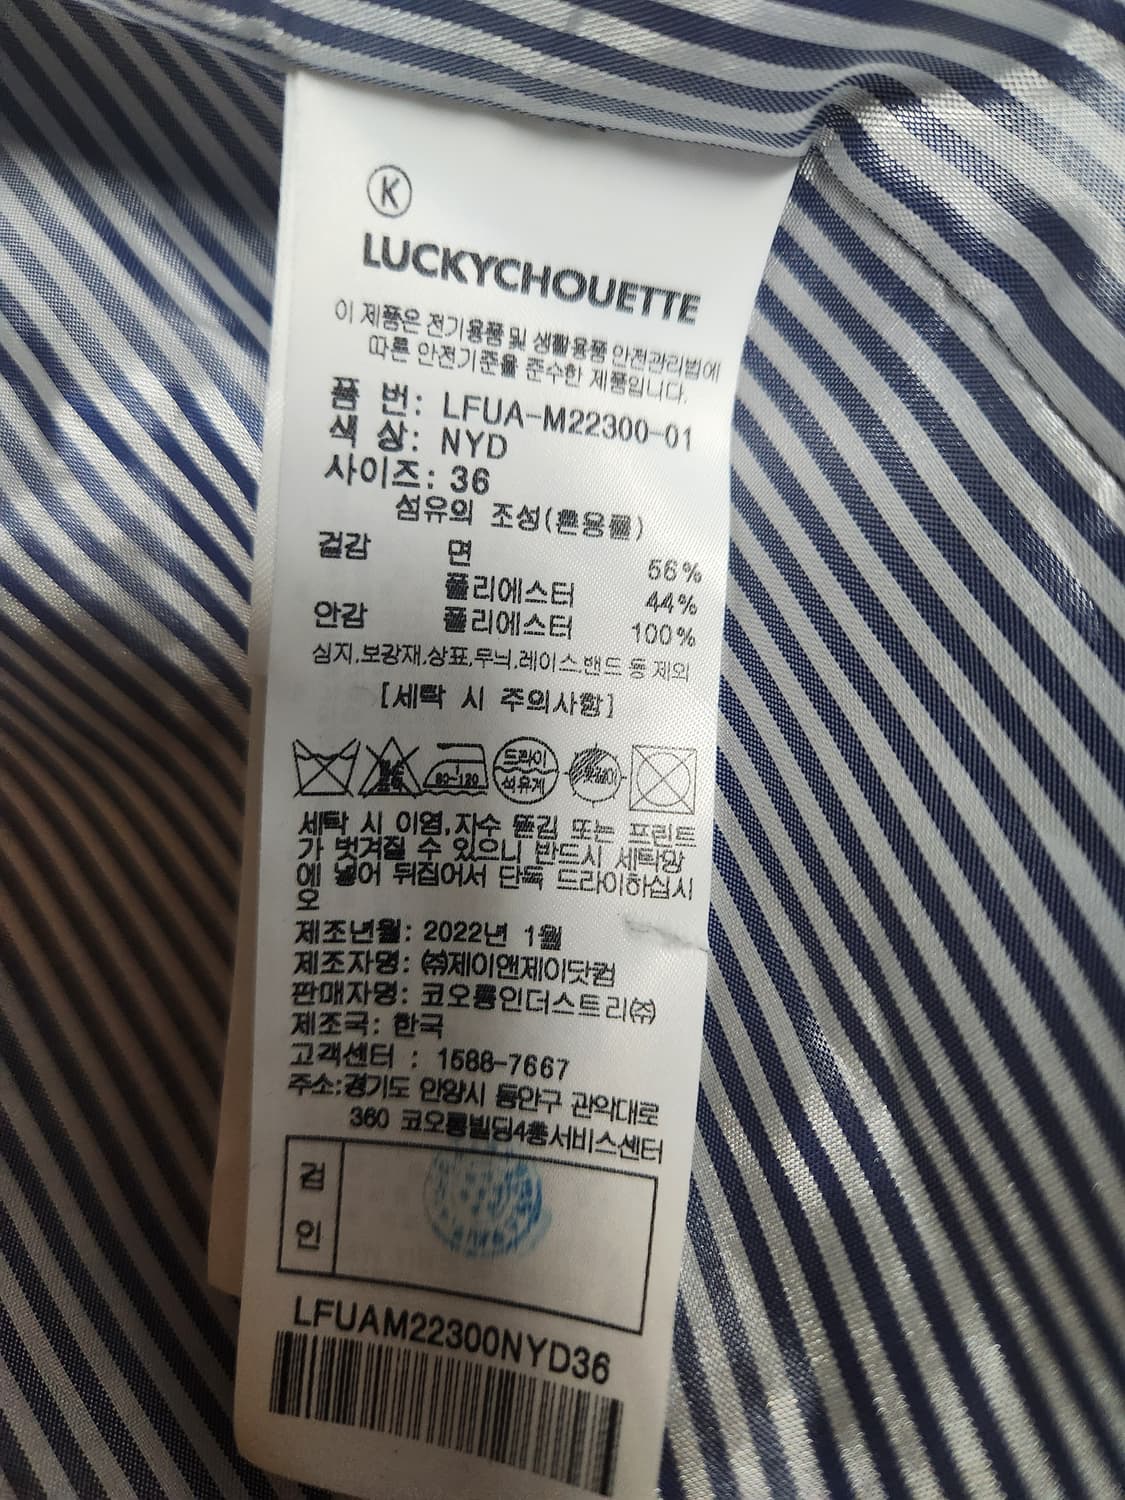 K
LUCKYCHOUETTE
이 제품은 전기용품 및 생활용품 안전관리법에
따른 안전기준을 준수한 제품입니다.
품 번: LFUA-M22300-01
색 상: NYD
사이즈: 36
섬유의 조성(혼용률)
겉감 면 56%
폴리에스터 44%
안감 폴리에스터 100%
심지,보강재,상표,무늬,레이스,밴드 등 제외
[세탁 시 주의사항]
80~120 드라이 옷걸이
석유계
세탁 시 이염,자수 뜯김 또는 프린트
가 벗겨질 수 있으니 반드시 세탁망
에 넣어 뒤집어서 단독 드라이하십시
오
제조년월: 2022년 1월
제조자명: ㈜제이앤제이닷컴
판매자명: 코오롱인더스트리㈜
제조국: 한국
고객센터 : 1588-7667
주소:경기도 안양시 동안구 관악대로
360 코오롱빌딩4층서비스센터
검
인
LFUAM22300NYD36